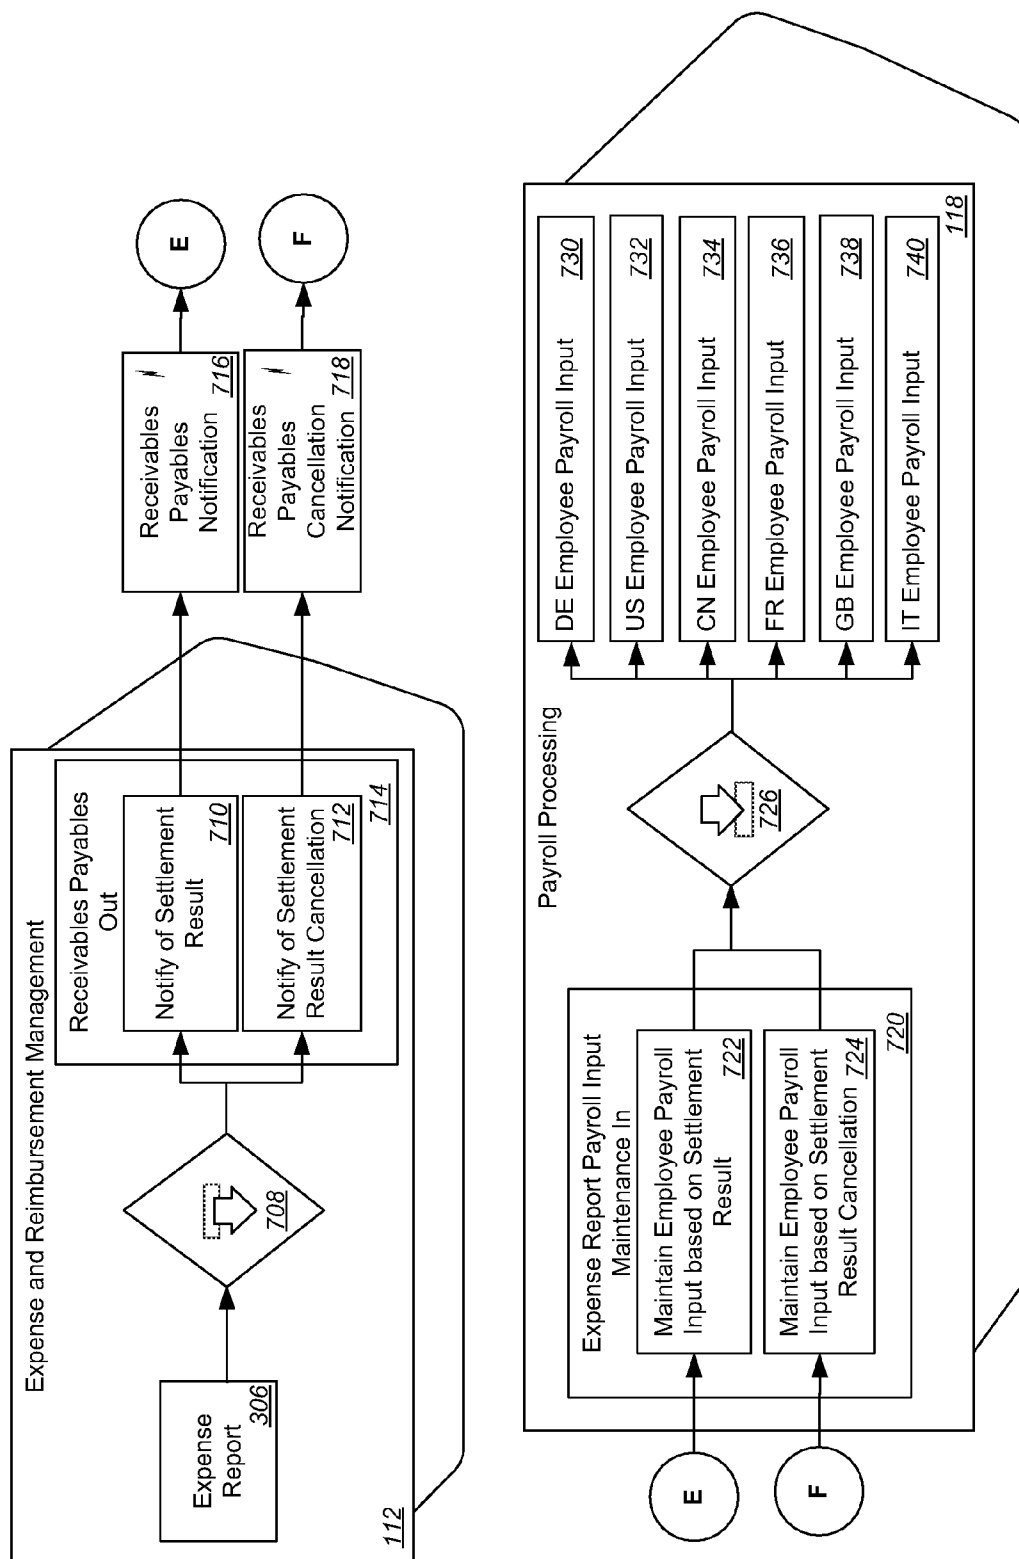 Expense and Reimbursement Management
Expense
Report
306
708
Receivables Payables
Out
Notify of Settlement
Result
710
Notify of Settlement
Result Cancellation
712
714
112
Receivables
Payables
Notification
716
Receivables
Payables
Cancellation
Notification
718
E
F
Payroll Processing
E
F
Expense Report Payroll Input
Maintenance In
Maintain Employee Payroll
Input based on Settlement
Result
722
Maintain Employee Payroll
Input based on Settlement
Result Cancellation
724
720
726
DE Employee Payroll Input
730
US Employee Payroll Input
732
CN Employee Payroll Input
734
FR Employee Payroll Input
736
GB Employee Payroll Input
738
IT Employee Payroll Input
740
118